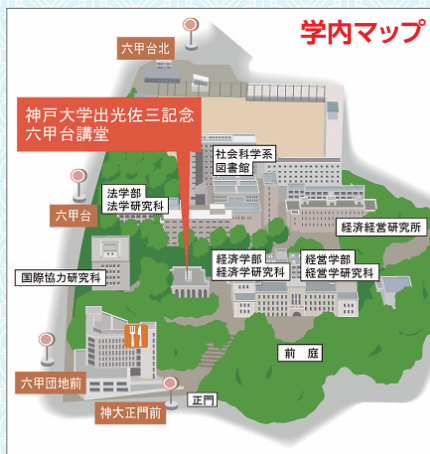 学内マップ
六甲台北
神戸大学出光佐三記念
六甲台講堂
社会科学系
図書館
法学部
法学研究科
六甲台
経済経営研究所
経済学部
経済学研究科
経営学部
経営学研究科
国際協力研究科
前庭
六甲団地前
神大正門前
正門